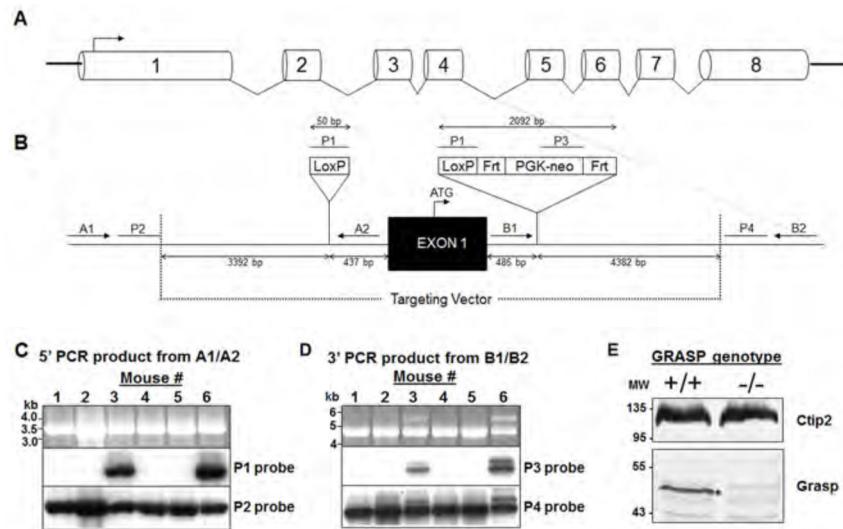 A
1 2 3 4 5 6 7 8
50 bp
2092 bp
B
P1
P1 P3
LoxP
LoxP Frt PGK-neo Frt
ATG
A1 P2 A2 B1 P4 B2
EXON 1
3392 bp 437 bp 485 bp 4382 bp
Targeting Vector
C 5' PCR product from A1/A2
Mouse #
1 2 3 4 5 6
kb
4.0
3.5
3.0
P1 probe
P2 probe
D 3' PCR product from B1/B2
Mouse #
1 2 3 4 5 6
kb
6
5
4
P3 probe
P4 probe
E GRASP genotype
MW +/+ -/-
135
95
Ctip2
55
43
Grasp